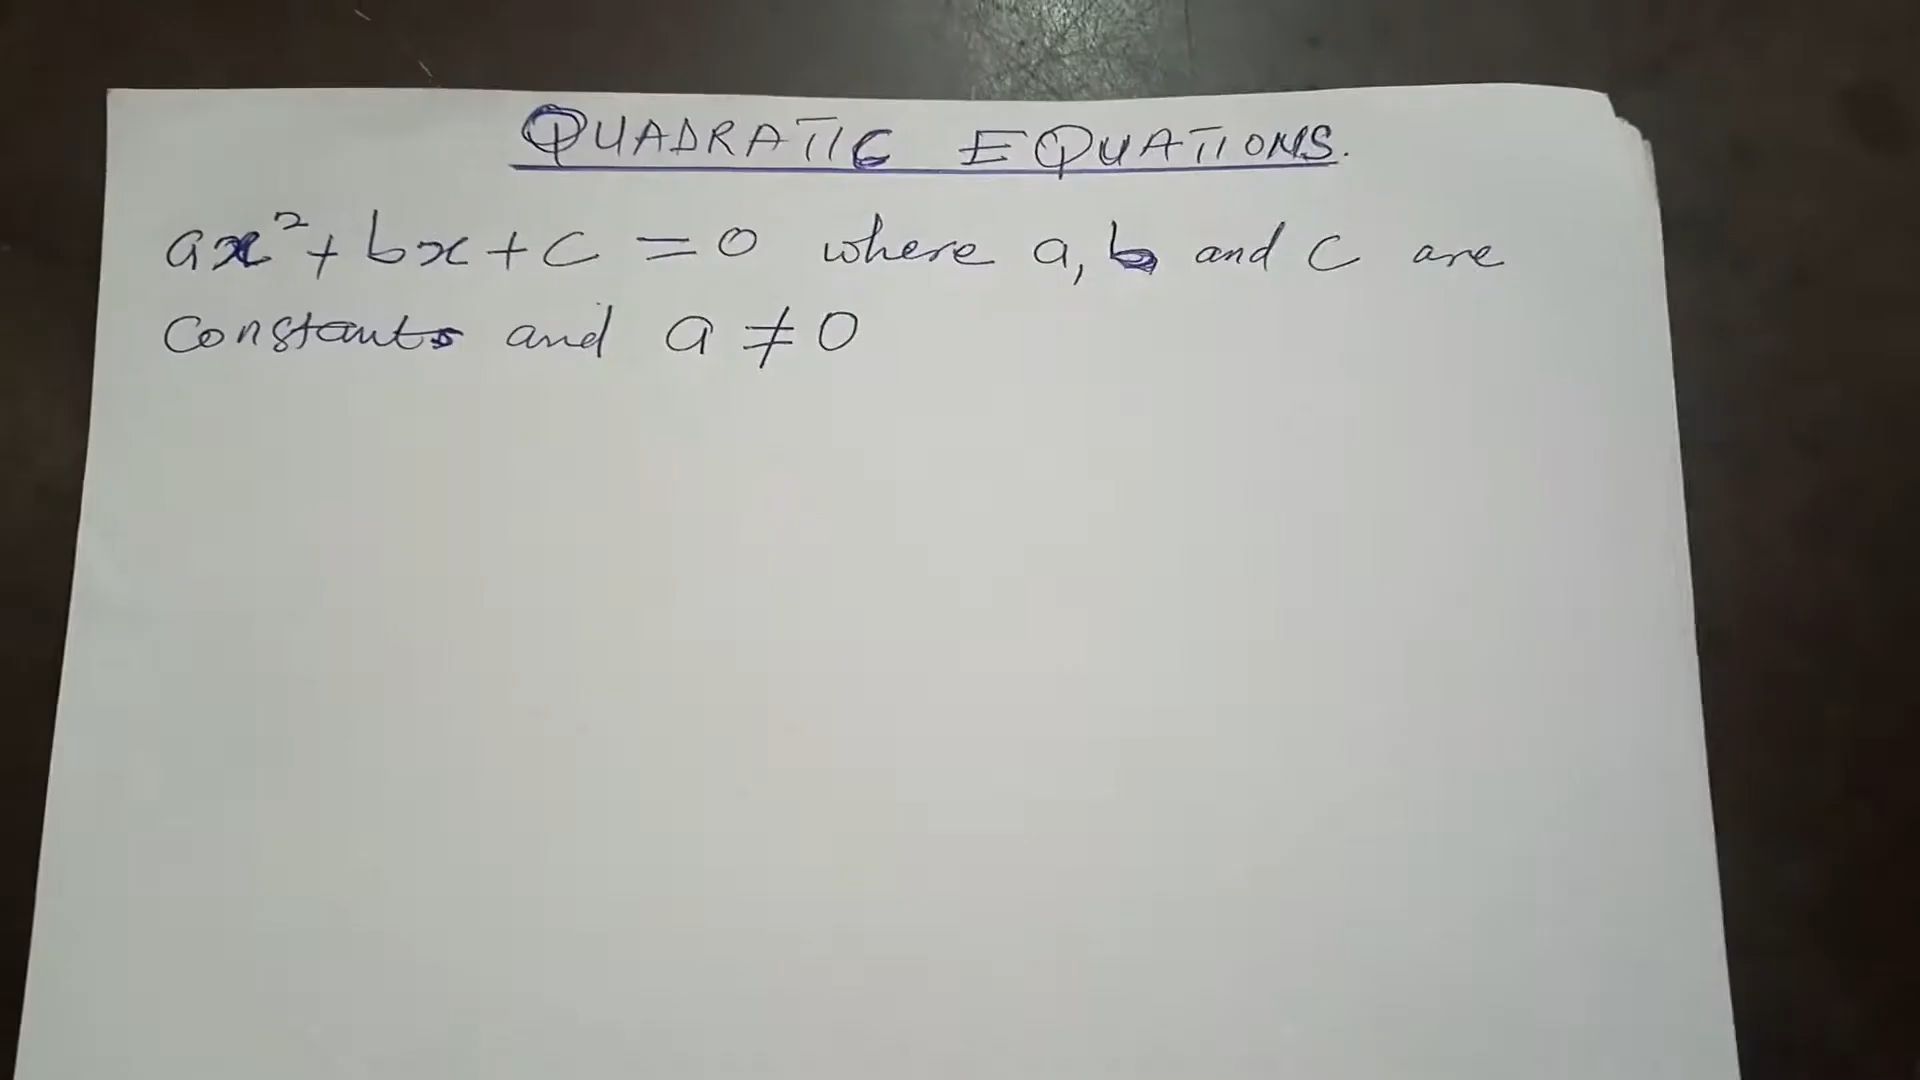 QUADRATIC EQUATIONS.
ax²+bx+c =0 where a, b and c are
constants and a ≠ 0